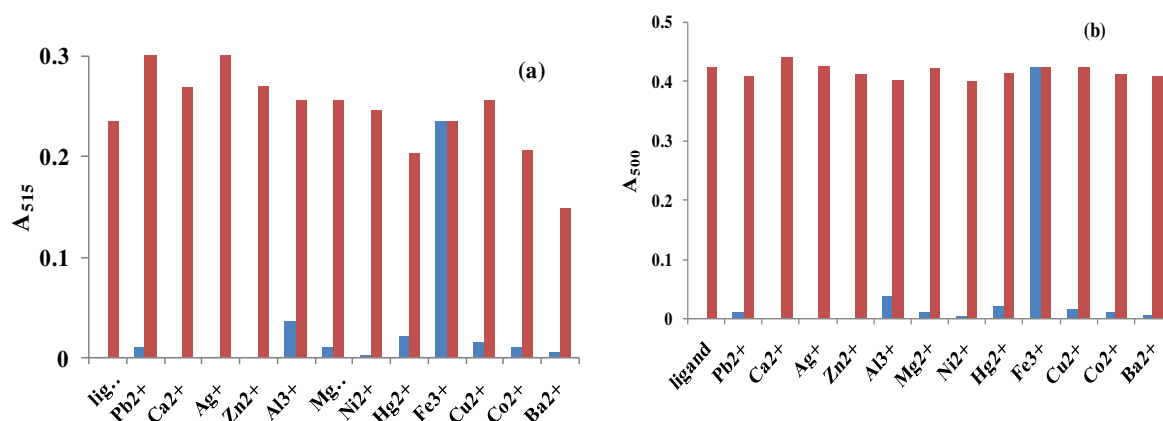 (a)
0.3
0.2
0.1
0
A515
lig..
Pb2+
Ca2+
Ag+
Zn2+
Al3+
Mg..
Ni2+
Hg2+
Fe3+
Cu2+
Co2+
Ba2+
(b)
0.5
0.4
0.3
0.2
0.1
0
A500
ligand
Pb2+
Ca2+
Ag+
Zn2+
Al3+
Mg2+
Ni2+
Hg2+
Fe3+
Cu2+
Co2+
Ba2+